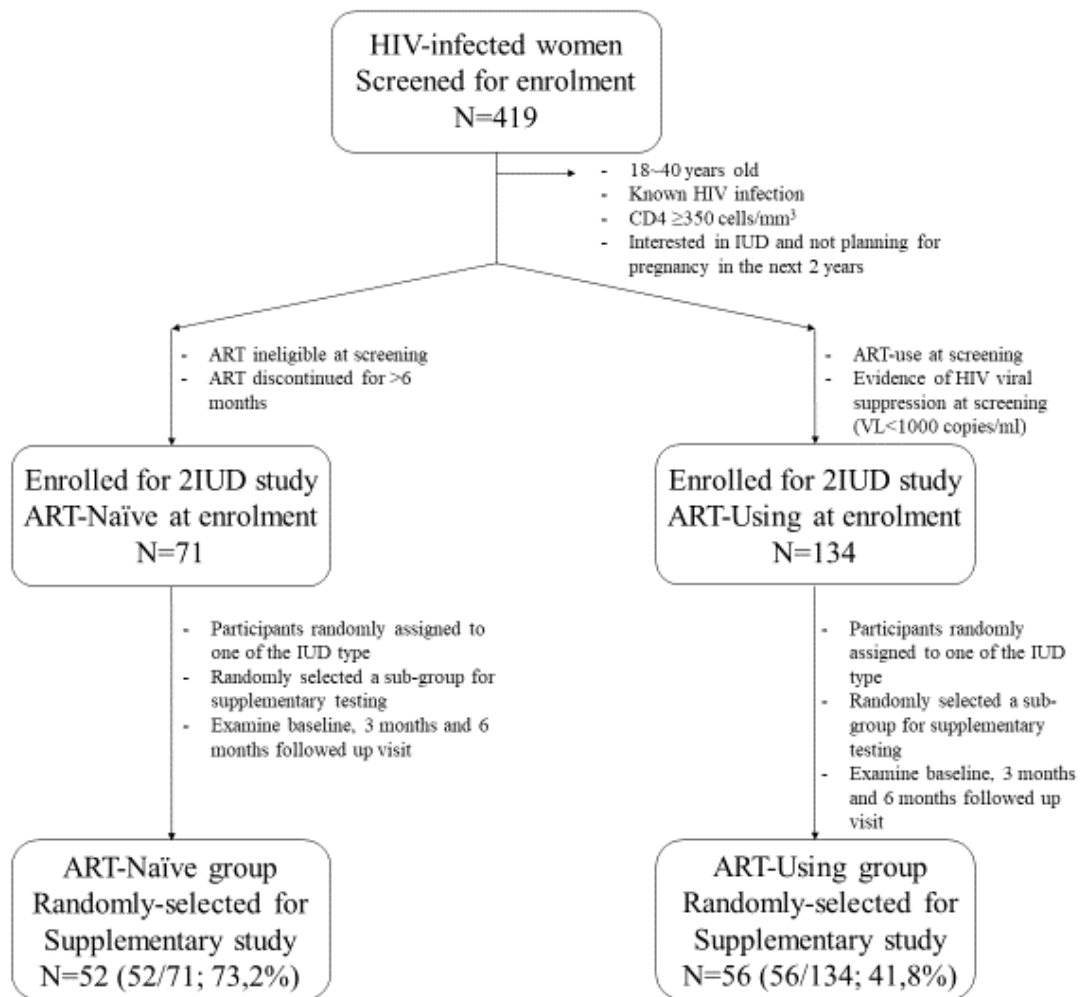 HIV-infected women
Screened for enrolment
N=419
- 18~40 years old
- Known HIV infection
- CD4 ≥350 cells/mm³
- Interested in IUD and not planning for
pregnancy in the next 2 years
- ART ineligible at screening
- ART discontinued for >6
months
- ART-use at screening
- Evidence of HIV viral
suppression at screening
(VL<1000 copies/ml)
Enrolled for 2IUD study
ART-Naïve at enrolment
N=71
Enrolled for 2IUD study
ART-Using at enrolment
N=134
- Participants randomly assigned to
one of the IUD type
- Randomly selected a sub-group for
supplementary testing
- Examine baseline, 3 months and 6
months followed up visit
- Participants randomly
assigned to one of the IUD
type
- Randomly selected a sub-
group for supplementary
testing
- Examine baseline, 3 months
and 6 months followed up
visit
ART-Naïve group
Randomly-selected for
Supplementary study
N=52 (52/71; 73,2%)
ART-Using group
Randomly-selected for
Supplementary study
N=56 (56/134; 41,8%)